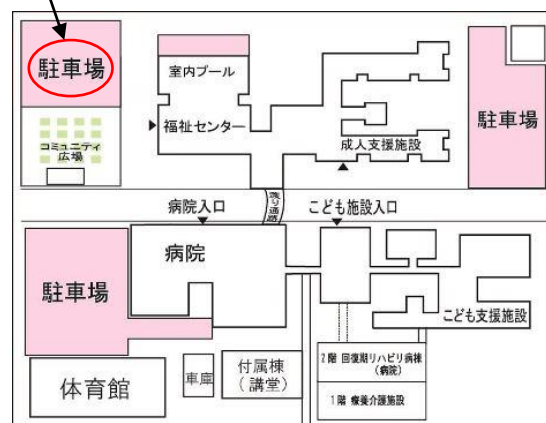 駐車場
コミュニティ
広場
室内プール
福祉センター
成人支援施設
駐車場
病院入口
渡り通路
こども施設入口
病院
駐車場
こども支援施設
体育館
車庫
付属棟
(講堂)
2階 回復期リハビリ病棟
(病院)
1階 療養介護施設